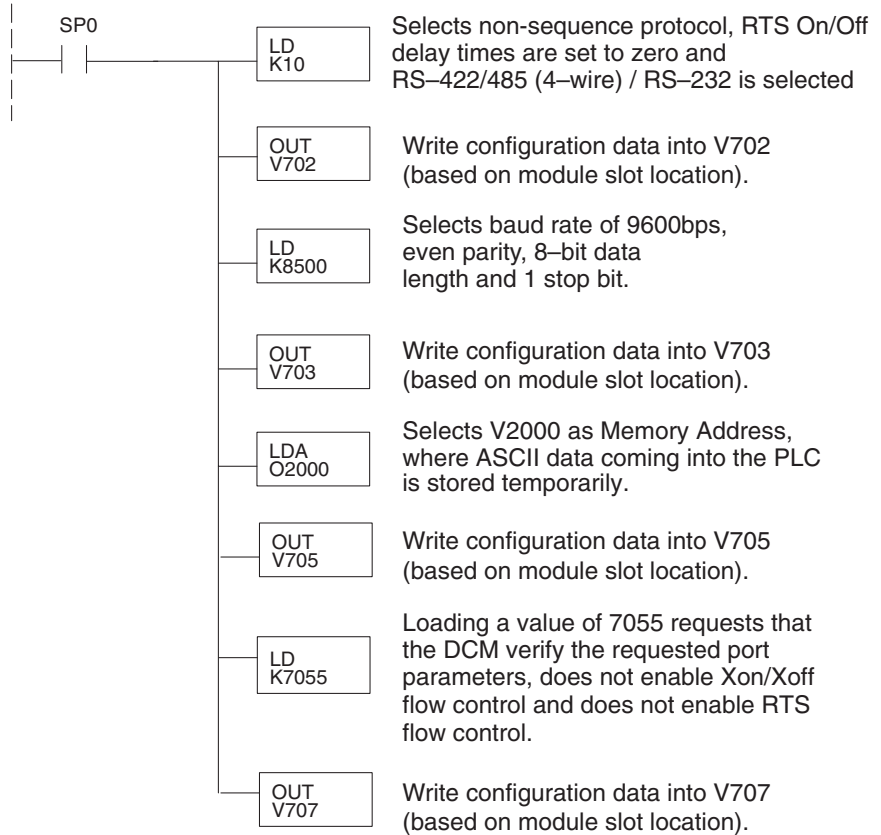 SP0
LD
K10
Selects non-sequence protocol, RTS On/Off
delay times are set to zero and
RS–422/485 (4–wire) / RS–232 is selected
OUT
V702
Write configuration data into V702
(based on module slot location).
LD
K8500
Selects baud rate of 9600bps,
even parity, 8–bit data
length and 1 stop bit.
OUT
V703
Write configuration data into V703
(based on module slot location).
LDA
O2000
Selects V2000 as Memory Address,
where ASCII data coming into the PLC
is stored temporarily.
OUT
V705
Write configuration data into V705
(based on module slot location).
LD
K7055
Loading a value of 7055 requests that
the DCM verify the requested port
parameters, does not enable Xon/Xoff
flow control and does not enable RTS
flow control.
OUT
V707
Write configuration data into V707
(based on module slot location).